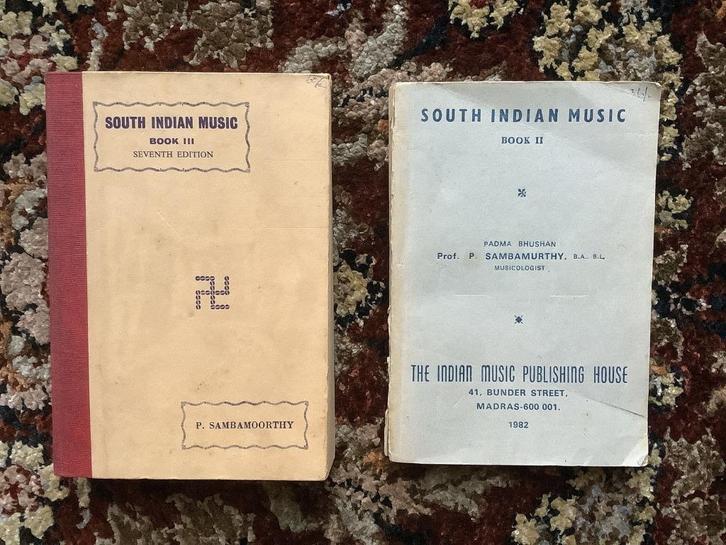 SOUTH INDIAN MUSIC
BOOK III
SEVENTH EDITION
P. SAMBAMOORTHY
SOUTH INDIAN MUSIC
BOOK II
PADMA BHUSHAN
Prof. P. SAMBAMURTHY, B.A., B.L.
MUSICOLOGIST
THE INDIAN MUSIC PUBLISHING HOUSE
41, BUNDER STREET,
MADRAS-600 001.
1982